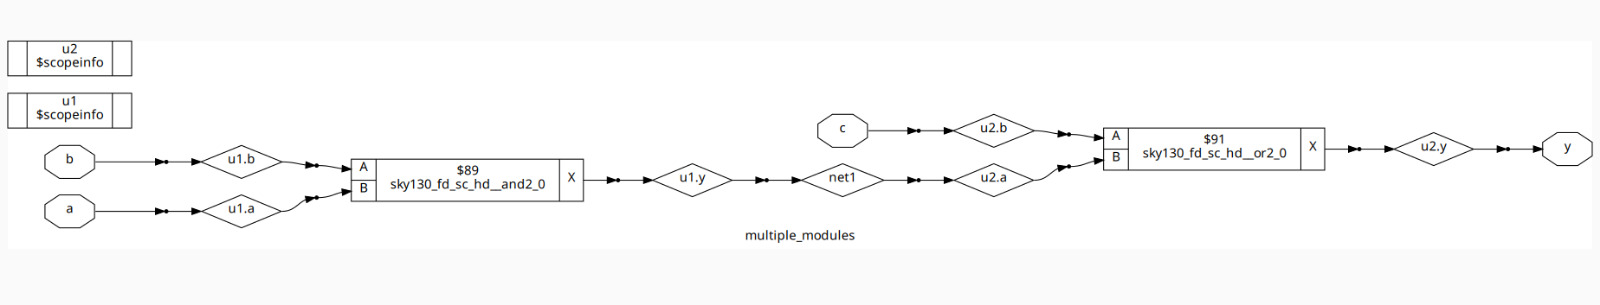 u2
$scopeinfo
u1
$scopeinfo
b
u1.b
a
u1.a
A
B
$89
sky130_fd_sc_hd__and2_0
X
u1.y
net1
c
u2.b
u2.a
A
B
$91
sky130_fd_sc_hd__or2_0
X
u2.y
y
multiple_modules